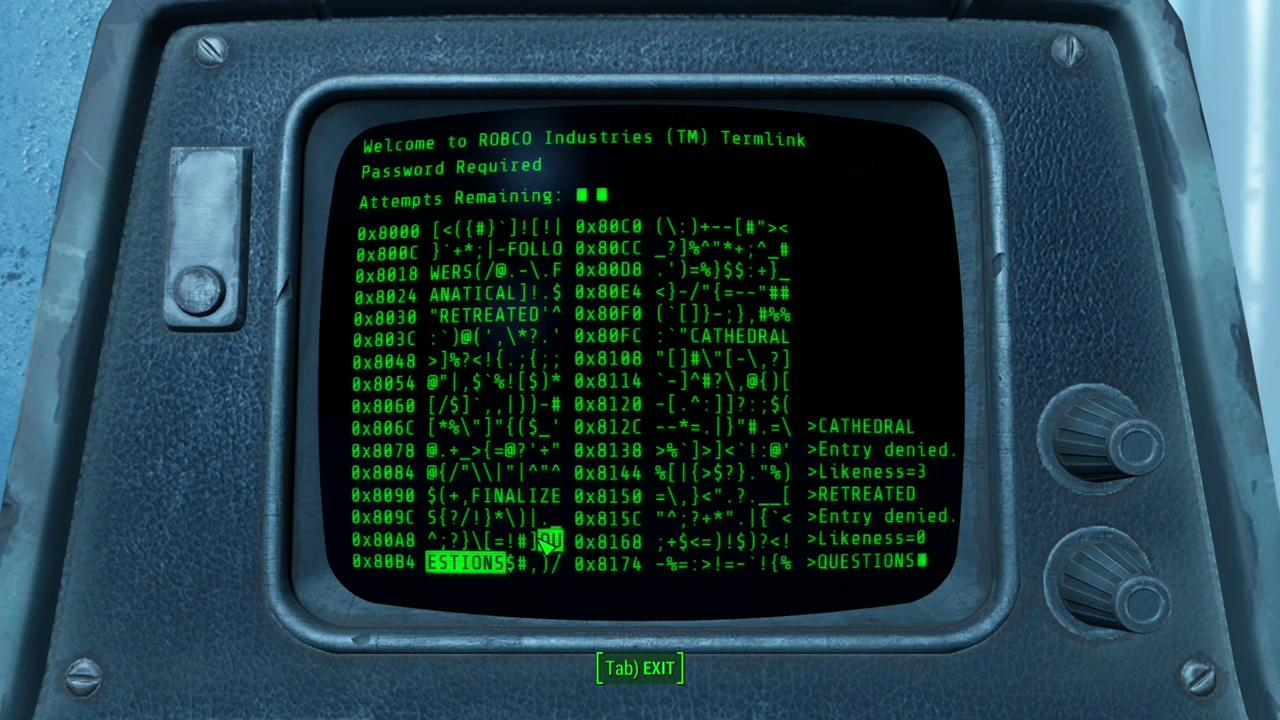 Welcome to ROBCO Industries (TM) Termlink
Password Required
Attempts Remaining: ■ ■
0x8000 [<({#}`]![!| 0x80C0 (\:)+--[#"><
0x800C }`+*;|-FOLLO 0x80CC _?]%^"*+;^_#
0x8018 WERS(/@.-\.F 0x80D8 .')=%}$$:+}_
0x8024 ANATICAL]!.$ 0x80E4 <}-/"{=--"##
0x8030 "RETREATED'^ 0x80F0 (`[]}-;},#%%
0x803C :`)@(',\*?.' 0x80FC :`"CATHEDRAL
0x8048 >]%?<!{.;{;; 0x8108 "[]#\"[-\,?]
0x8054 @"|,$`%![$)* 0x8114 `-]^#?\,@{)[
0x8060 [/$]`,,|))-# 0x8120 -[.^:]]?:;$(
0x806C [*%\"]"{($_' 0x812C --*=.|}"#.=\ >CATHEDRAL
0x8078 @.+_>{=@?'+" 0x8138 >%`]>]<`!:@' >Entry denied.
0x8084 @{/"\\|"|^"^ 0x8144 %[|{>$?}."%) >Likeness=3
0x8090 $(+,FINALIZE 0x8150 =\,}<".?.__[ >RETREATED
0x809C S{?/!}*\)|._ 0x815C "^;?+*".|{`< >Entry denied.
0x80A8 ^;?}\[=!#]QU 0x8168 ;+$<=)!$)?<! >Likeness=0
0x80B4 ESTIONS$#,)/ 0x8174 -%=:>!=-`!{% >QUESTIONS■
[Tab) EXIT]